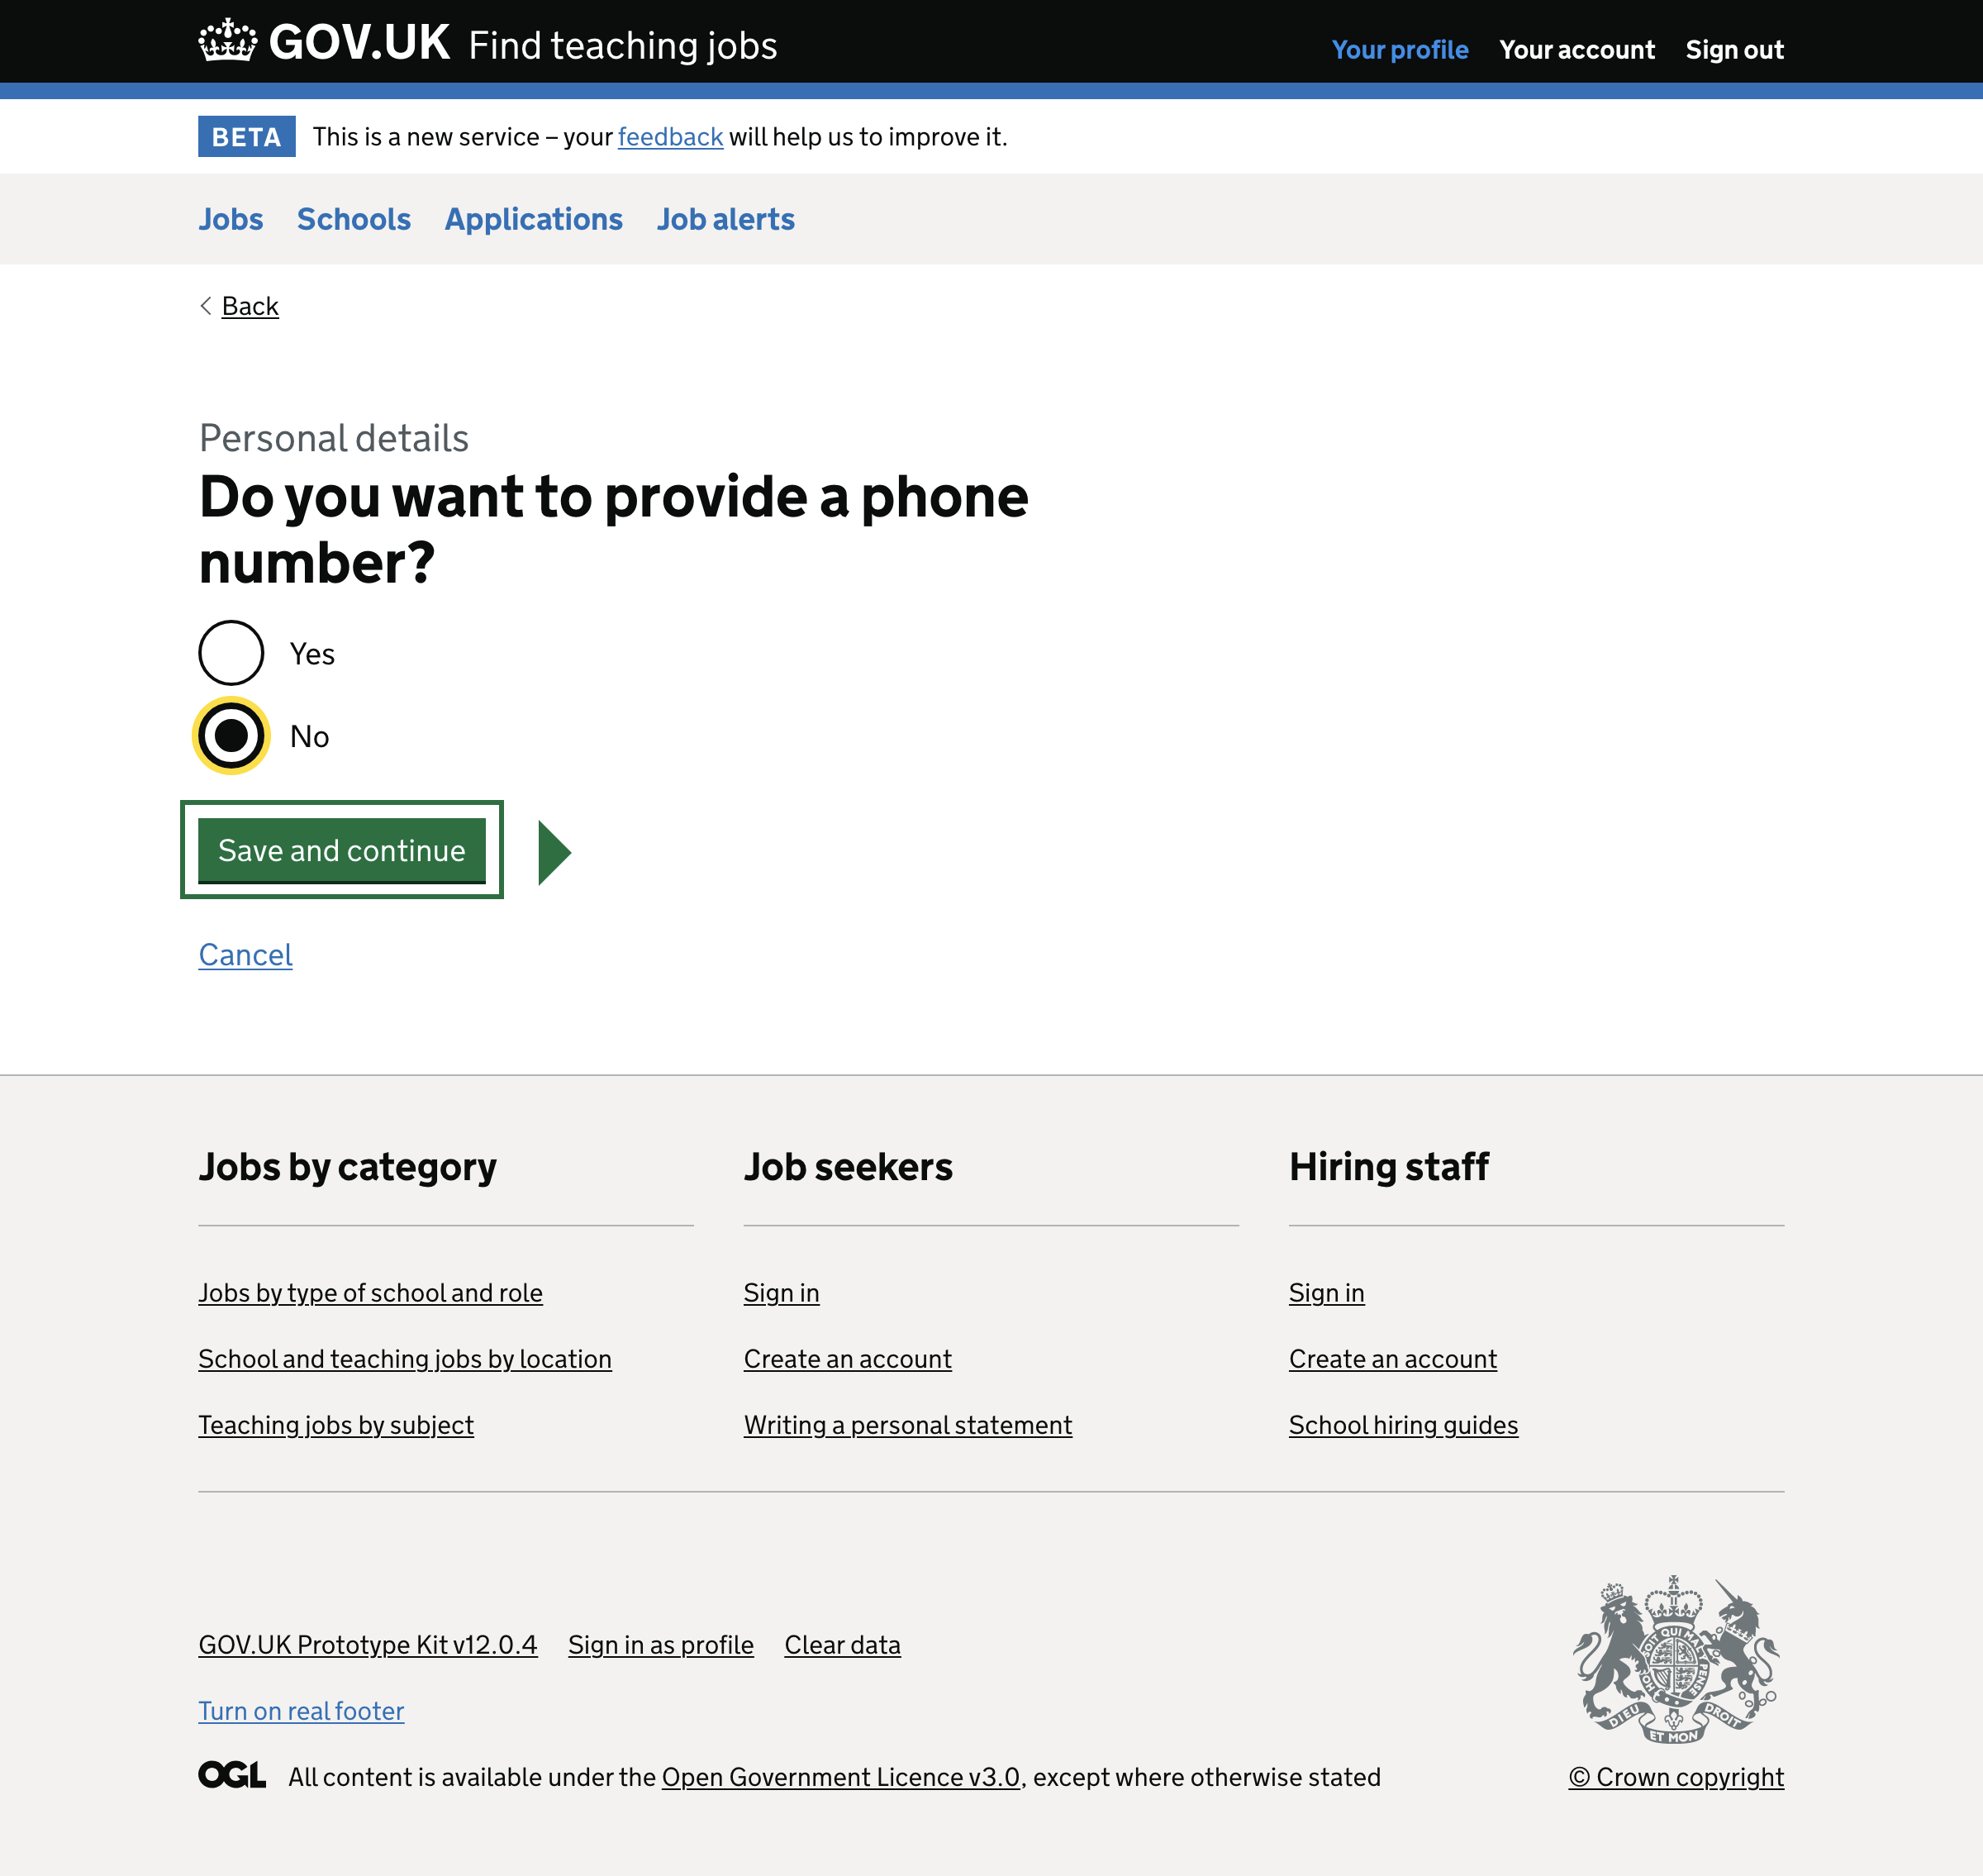 GOV.UK Find teaching jobs
Your profile Your account Sign out
BETA This is a new service – your feedback will help us to improve it.
Jobs Schools Applications Job alerts
Back
Personal details
Do you want to provide a phone
number?
Yes
No
Save and continue
Cancel
Jobs by category
Jobs by type of school and role
School and teaching jobs by location
Teaching jobs by subject
Job seekers
Sign in
Create an account
Writing a personal statement
Hiring staff
Sign in
Create an account
School hiring guides
GOV.UK Prototype Kit v12.0.4 Sign in as profile Clear data
Turn on real footer
OGL All content is available under the Open Government Licence v3.0, except where otherwise stated
DIEU ET MON DROIT
© Crown copyright